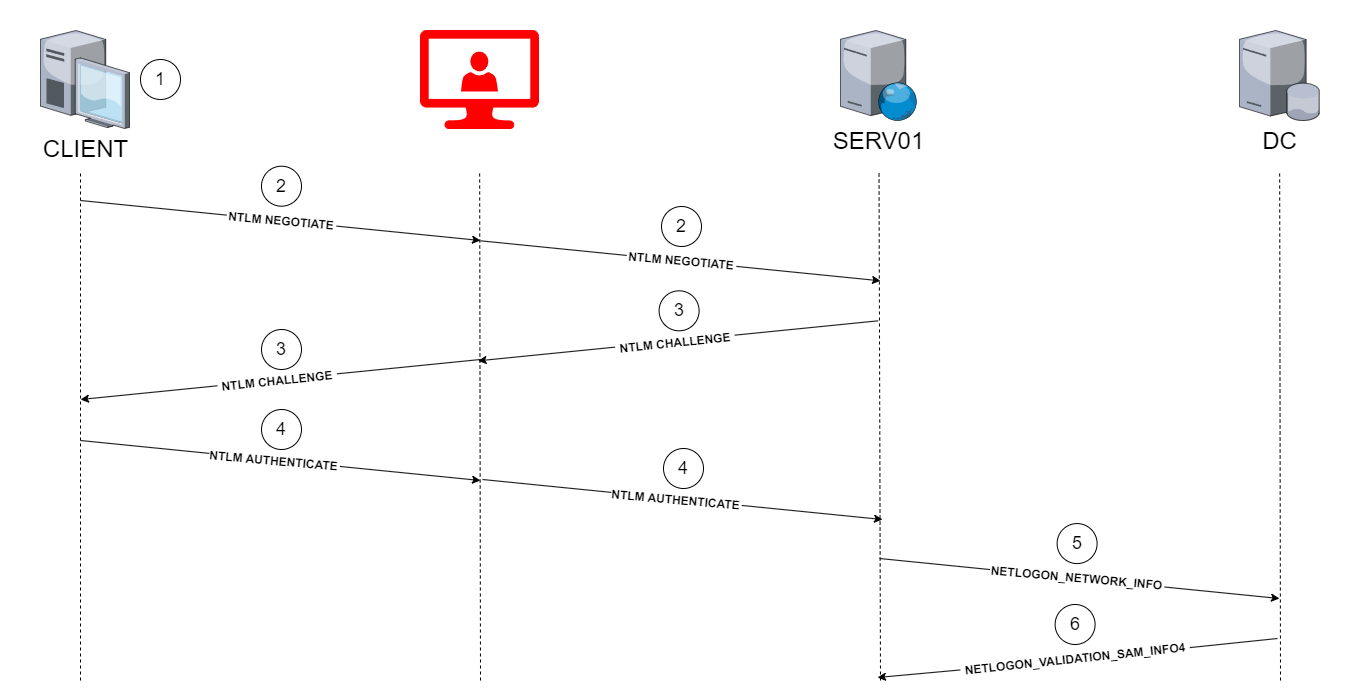 1
CLIENT
SERV01
DC
2
NTLM NEGOTIATE
2
NTLM NEGOTIATE
3
NTLM CHALLENGE
3
NTLM CHALLENGE
4
NTLM AUTHENTICATE
4
NTLM AUTHENTICATE
5
NETLOGON_NETWORK_INFO
6
NETLOGON_VALIDATION_SAM_INFO4